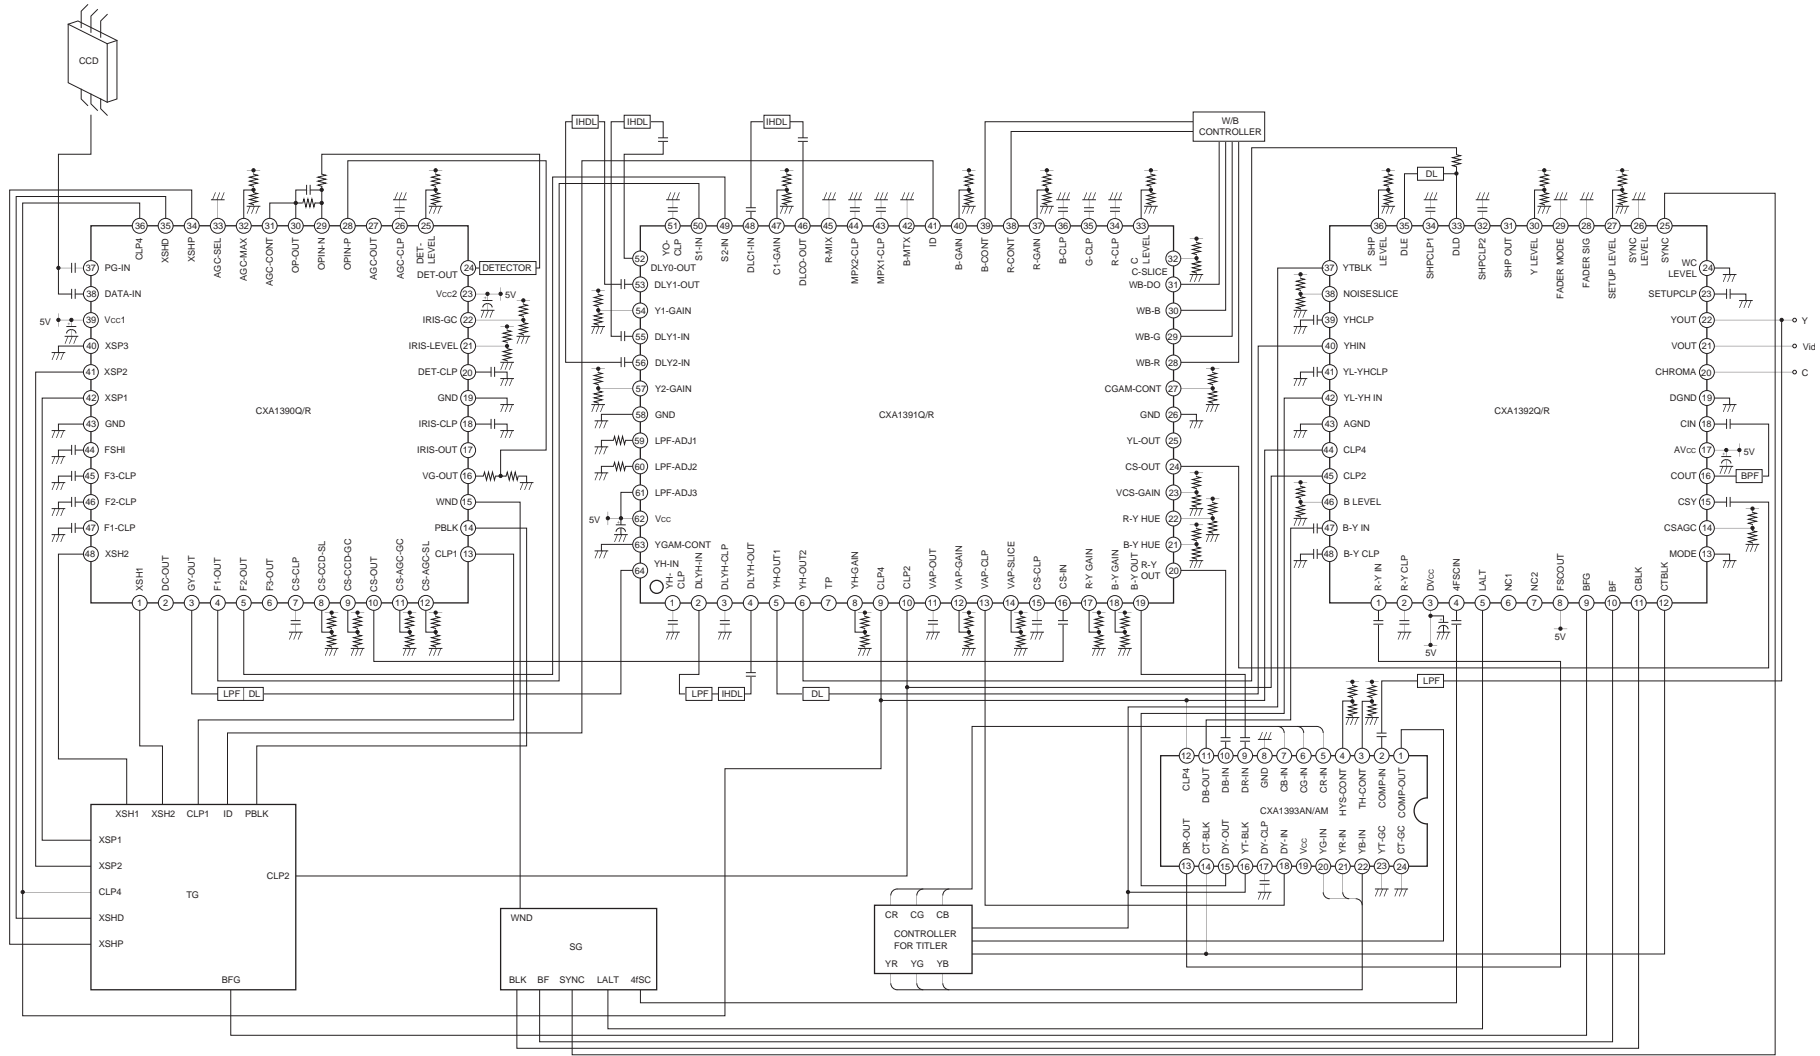 CCD
IHDL
IHDL
IHDL
W/B
CONTROLLER
DL
36 35 34 33 32 31 30 29 28 27 26 25
CLP4
XSHD
XSHP
AGC-SEL
AGC-MAX
AGC-CONT
OP-OUT
OPIN-N
OPIN-P
AGC-OUT
AGC-CLP
DET-
LEVEL
37 PG-IN
38 DATA-IN
5V 39 Vcc1
40 XSP3
41 XSP2
42 XSP1
43 GND
44 FSHI
45 F3-CLP
46 F2-CLP
47 F1-CLP
48 XSH2
CXA1390Q/R
DET-OUT 24 DETECTOR
Vcc2 23 5V
IRIS-GC 22
IRIS-LEVEL 21
DET-CLP 20
GND 19
IRIS-CLP 18
IRIS-OUT 17
VG-OUT 16
WND 15
PBLK 14
CLP1 13
XSH1
DC-OUT
GY-OUT
F1-OUT
F2-OUT
F3-OUT
CS-CLP
CS-CCD-SL
CS-CCD-GC
CS-OUT
CS-AGC-GC
CS-AGC-SL
1 2 3 4 5 6 7 8 9 10 11 12
LPF DL
51 50 49 48 47 46 45 44 43 42 41 40 39 38 37 36 35 34 33
YO-
CLP
S1-IN
S2-IN
DLC1-IN
C1-GAIN
DLCO-OUT
R-MIX
MPX2-CLP
MPX1-CLP
B-MTX
ID
B-GAIN
B-CONT
R-CONT
R-GAIN
B-CLP
G-CLP
R-CLP
C
LEVEL
52 DLY0-OUT
53 DLY1-OUT
54 Y1-GAIN
55 DLY1-IN
56 DLY2-IN
57 Y2-GAIN
58 GND
59 LPF-ADJ1
60 LPF-ADJ2
61 LPF-ADJ3
5V 62 Vcc
63 YGAM-CONT
64 YH-IN
CXA1391Q/R
C-SLICE 32
WB-DO 31
WB-B 30
WB-G 29
WB-R 28
CGAM-CONT 27
GND 26
YL-OUT 25
CS-OUT 24
VCS-GAIN 23
R-Y HUE 22
B-Y HUE 21
R-Y
OUT 20
YH-
CLP
DLYH-IN
DLYH-CLP
DLYH-OUT
YH-OUT1
YH-OUT2
TP
YH-GAIN
CLP4
CLP2
VAP-OUT
VAP-GAIN
VAP-CLP
VAP-SLICE
CS-CLP
CS-IN
R-Y GAIN
B-Y GAIN
B-Y OUT
1 2 3 4 5 6 7 8 9 10 11 12 13 14 15 16 17 18 19
LPF IHDL
DL
36 35 34 33 32 31 30 29 28 27 26 25
SHP
LEVEL
DLE
SHPCLP1
DLD
SHPCLP2
SHP OUT
Y LEVEL
FADER MODE
FADER SIG
SETUP LEVEL
SYNC
LEVEL
SYNC
37 YTBLK
38 NOISESLICE
39 YHCLP
40 YHIN
41 YL-YHCLP
42 YL-YH IN
43 AGND
44 CLP4
45 CLP2
46 B LEVEL
47 B-Y IN
48 B-Y CLP
CXA1392Q/R
WC
LEVEL 24
SETUPCLP 23
YOUT 22 Y
VOUT 21 Vid
CHROMA 20 C
DGND 19
CIN 18
AVcc 17 5V
COUT 16 BPF
CSY 15
CSAGC 14
MODE 13
R-Y IN
R-Y CLP
DVcc
4FSCIN
LALT
NC1
NC2
FSCOUT
BFG
BF
CBLK
CTBLK
1 2 3 4 5 6 7 8 9 10 11 12
5V
5V
LPF
12 11 10 9 8 7 6 5 4 3 2 1
CLP4
DB-OUT
DB-IN
DR-IN
GND
CB-IN
CG-IN
CR-IN
HYS-CONT
TH-CONT
COMP-IN
COMP-OUT
CXA1393AN/AM
DR-OUT
CT-BLK
DY-OUT
YT-BLK
DY-CLP
DY-IN
Vcc
YG-IN
YR-IN
YB-IN
YT-GC
CT-GC
13 14 15 16 17 18 19 20 21 22 23 24
XSH1 XSH2 CLP1 ID PBLK
XSP1
XSP2
CLP4
XSHD
XSHP
TG
CLP2
BFG
WND
SG
BLK BF SYNC LALT 4fSC
CR CG CB
CONTROLLER
FOR TITLER
YR YG YB